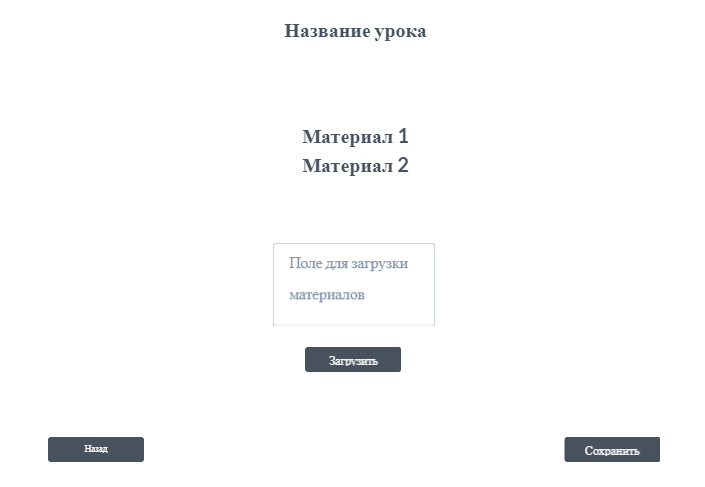 Название урока
Материал 1
Материал 2
Поле для загрузки
материалов
Загрузить
Назад
Сохранить